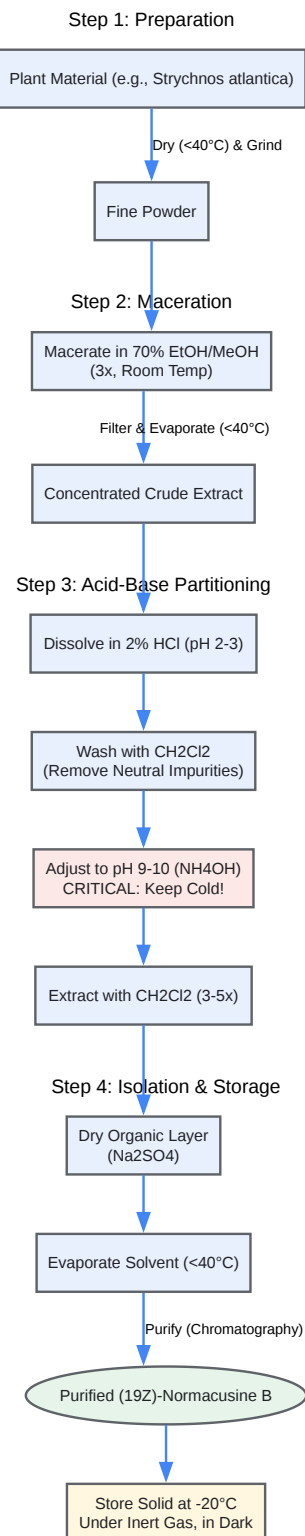 Step 1: Preparation
Plant Material (e.g., Strychnos atlantica)
Dry (<40°C) & Grind
Fine Powder
Step 2: Maceration
Macerate in 70% EtOH/MeOH
(3x, Room Temp)
Filter & Evaporate (<40°C)
Concentrated Crude Extract
Step 3: Acid-Base Partitioning
Dissolve in 2% HCl (pH 2-3)
Wash with CH2Cl2
(Remove Neutral Impurities)
Adjust to pH 9-10 (NH4OH)
CRITICAL: Keep Cold!
Extract with CH2Cl2 (3-5x)
Step 4: Isolation & Storage
Dry Organic Layer
(Na2SO4)
Evaporate Solvent (<40°C)
Purify (Chromatography)
Purified (19Z)-Normacusine B
Store Solid at -20°C
Under Inert Gas, in Dark